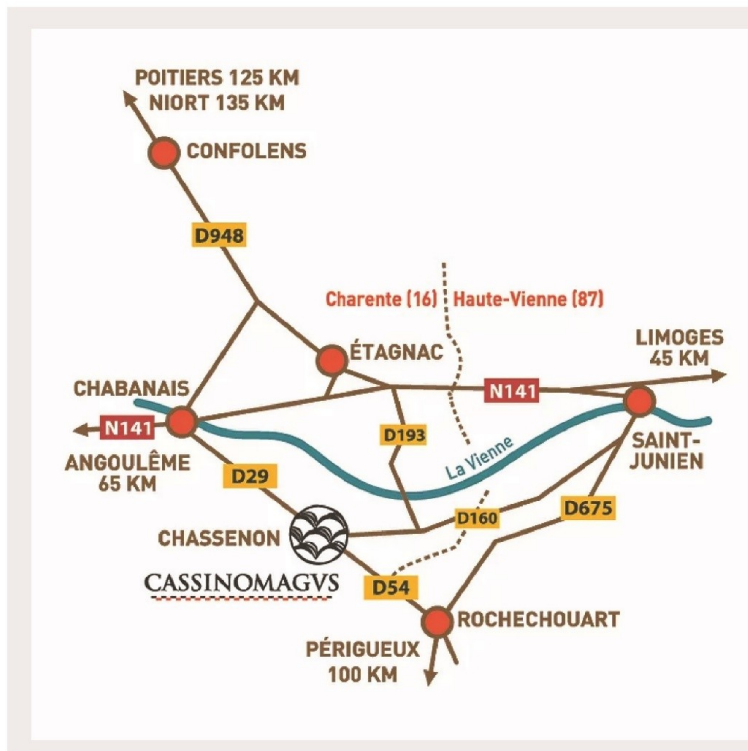 POITIERS 125 KM
NIORT 135 KM
CONFOLENS
D948
Charente (16)
Haute-Vienne (87)
ÉTAGNAC
LIMOGES
45 KM
CHABANAIS
N141
N141
D193
ANGOULÊME
65 KM
La Vienne
SAINT-
JUNIEN
D29
D160
D675
CHASSENON
CASSINOMAGVS
D54
ROCHECHOUART
PÉRIGUEUX
100 KM